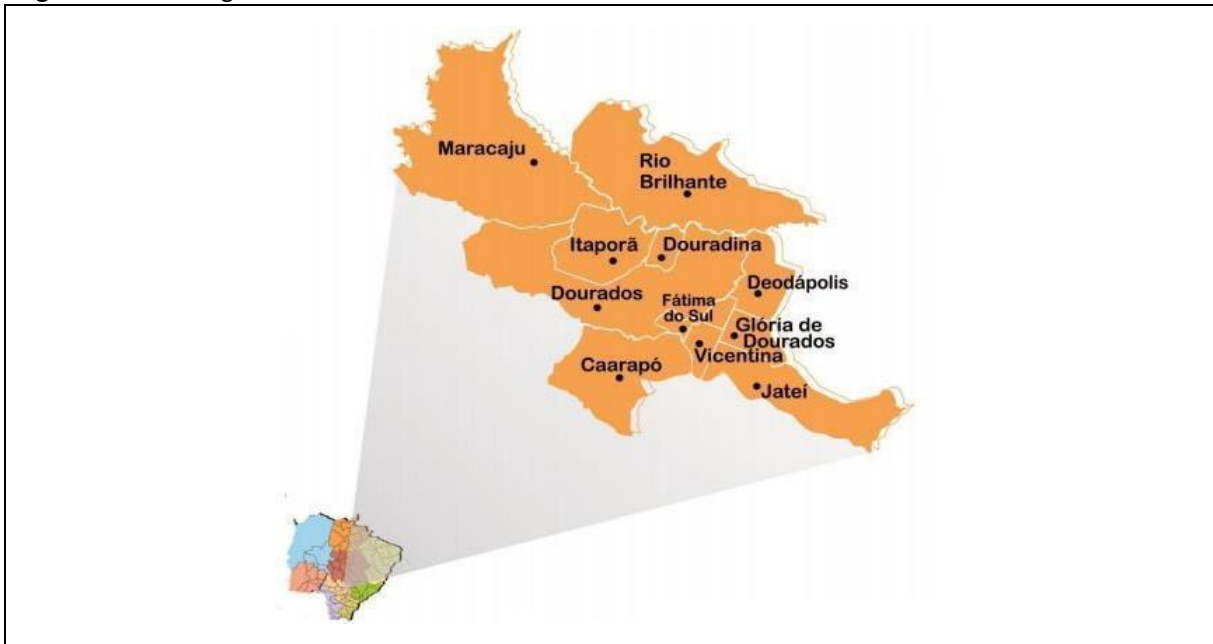 Maracaju
Rio
Brilhante
Itaporã
Douradina
Deodápolis
Dourados
Fátima
do Sul
Glória de
Dourados
Vicentina
Caarapó
Jateí